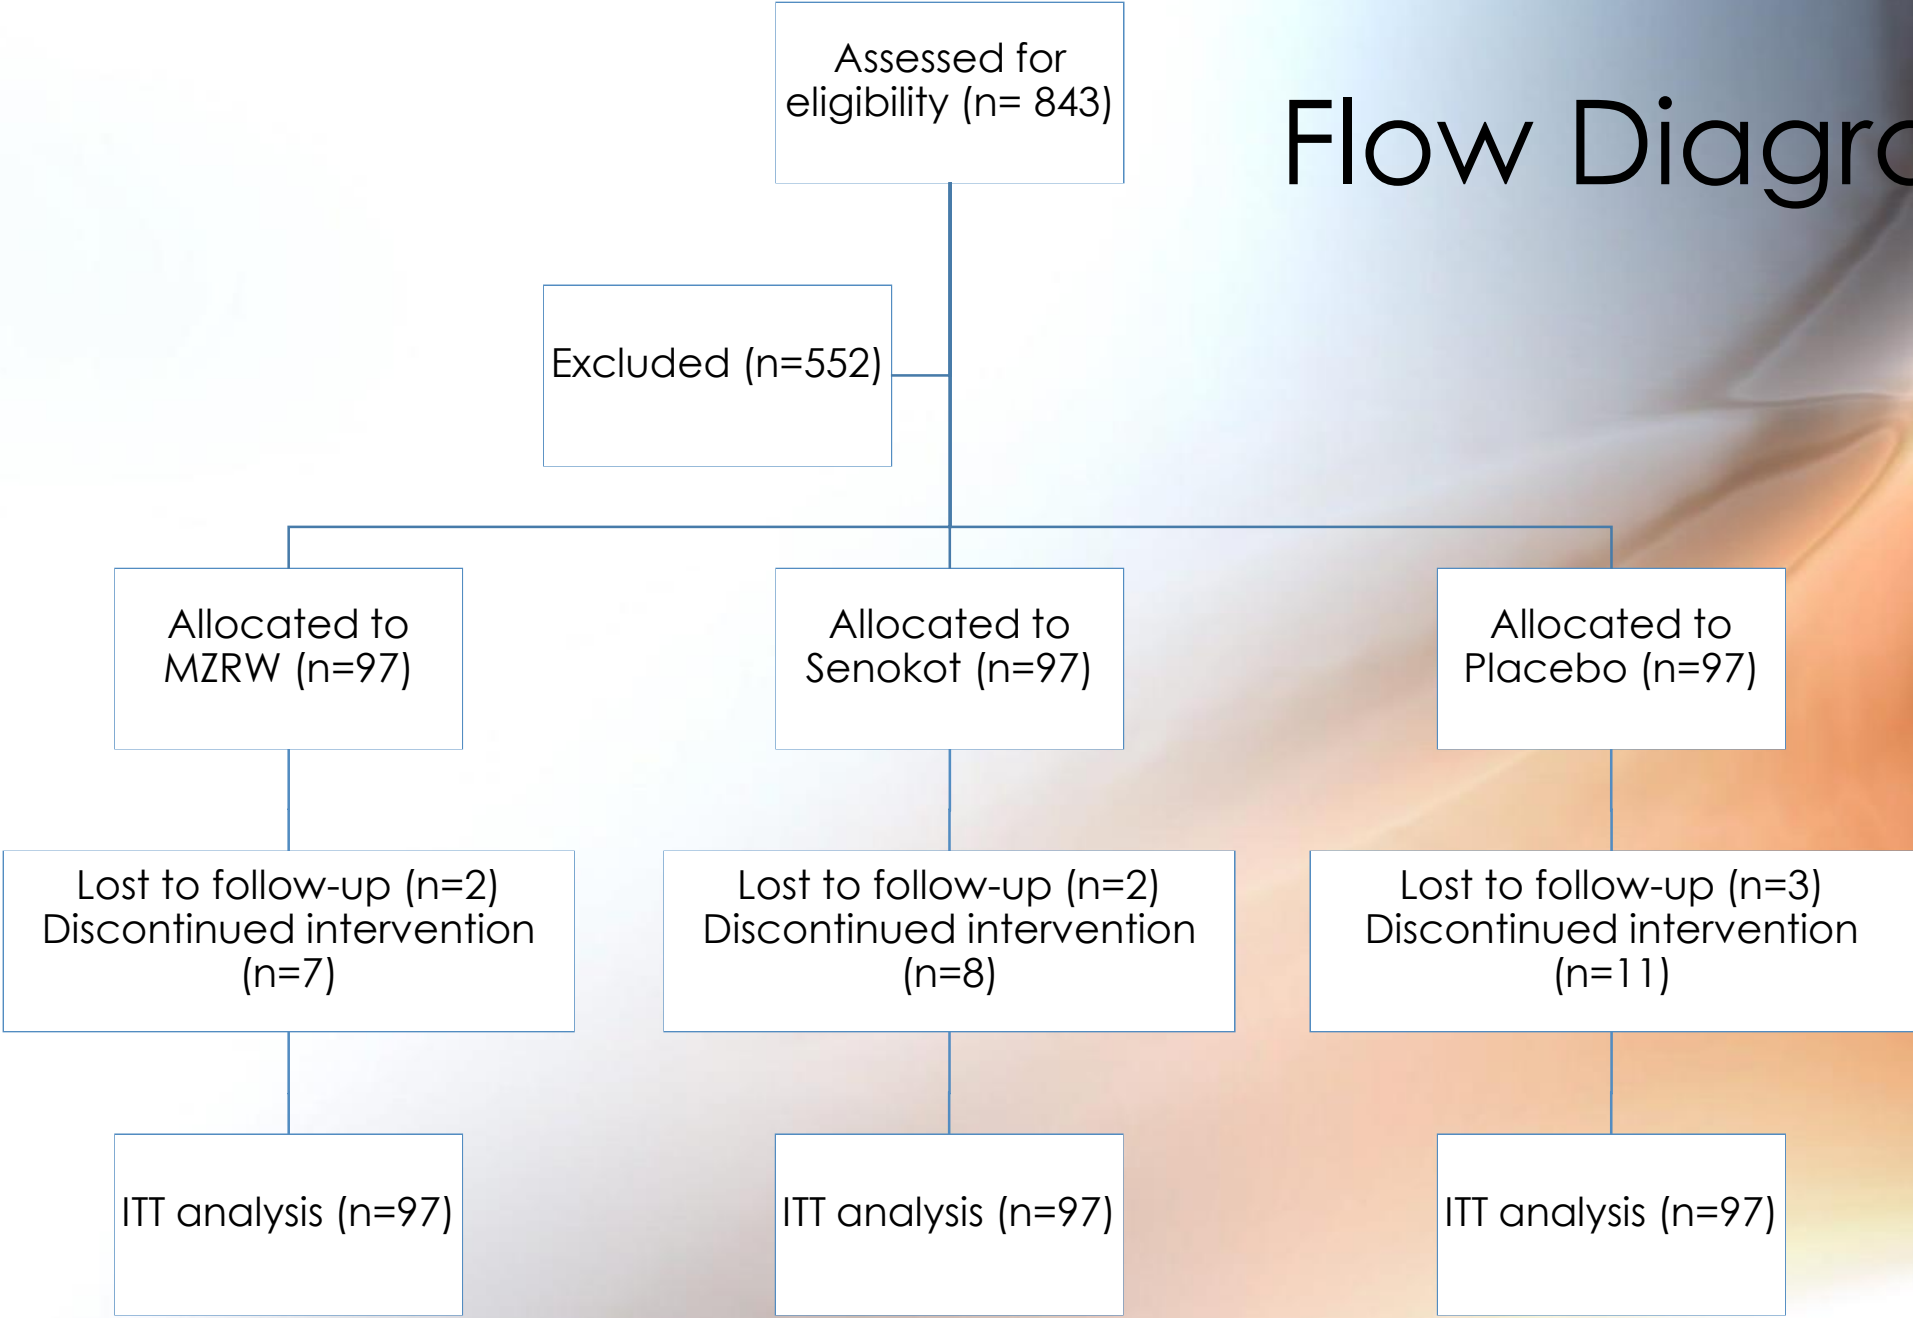 Assessed for
eligibility (n= 843)
Flow Diagra
Excluded (n=552)
Allocated to
MZRW (n=97)
Allocated to
Senokot (n=97)
Allocated to
Placebo (n=97)
Lost to follow-up (n=2)
Discontinued intervention
(n=7)
Lost to follow-up (n=2)
Discontinued intervention
(n=8)
Lost to follow-up (n=3)
Discontinued intervention
(n=11)
ITT analysis (n=97)
ITT analysis (n=97)
ITT analysis (n=97)